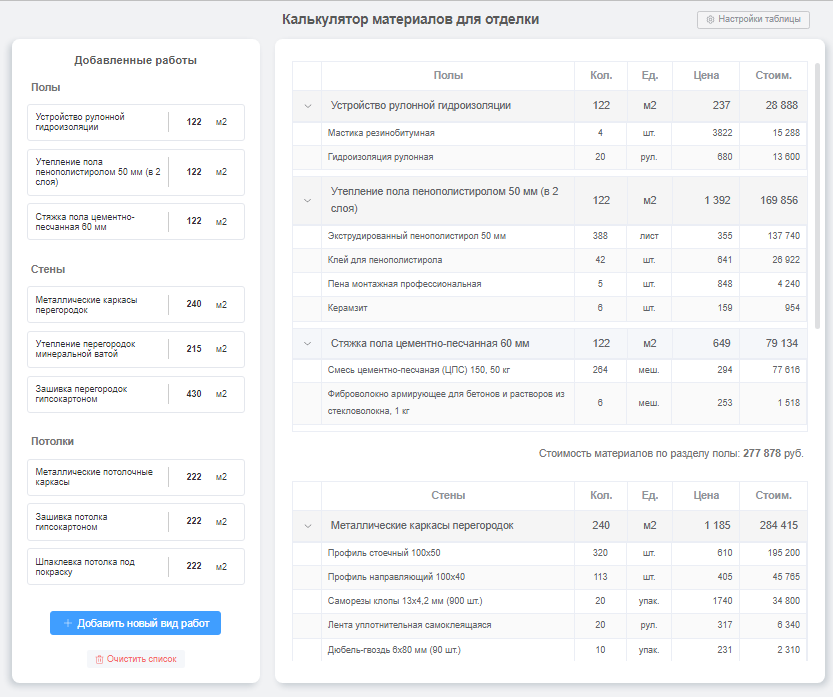 Калькулятор материалов для отделки
Настройки таблицы
Добавленные работы
Полы
Устройство рулонной
гидроизоляции
122 м2
Утепление пола
пенополистиролом 50 мм (в 2
слоя)
122 м2
Стяжка пола цементно-
песчанная 60 мм
122 м2
Стены
Металлические каркасы
перегородок
240 м2
Утепление перегородок
минеральной ватой
215 м2
Зашивка перегородок
гипсокартоном
430 м2
Потолки
Металлические потолочные
каркасы
222 м2
Зашивка потолка
гипсокартоном
222 м2
Шпаклевка потолка под
покраску
222 м2
+ Добавить новый вид работ
Очистить список
Полы Кол. Ед. Цена Стоим.
Устройство рулонной гидроизоляции 122 м2 237 28 888
Мастика резинобитумная 4 шт. 3822 15 288
Гидроизоляция рулонная 20 рул. 680 13 600
Утепление пола пенополистиролом 50 мм (в 2
слоя)
122 м2 1 392 169 856
Экструдированный пенополистирол 50 мм 388 лист 355 137 740
Клей для пенополистирола 42 шт. 641 26 922
Пена монтажная профессиональная 5 шт. 848 4 240
Керамзит 6 шт. 159 954
Стяжка пола цементно-песчанная 60 мм 122 м2 649 79 134
Смесь цементно-песчаная (ЦПС) 150, 50 кг 264 меш. 294 77 616
Фиброволокно армирующее для бетонов и растворов из
стекловолокна, 1 кг
6 меш. 253 1 518
Стоимость материалов по разделу полы: 277 878 руб.
Стены Кол. Ед. Цена Стоим.
Металлические каркасы перегородок 240 м2 1 185 284 415
Профиль стоечный 100x50 320 шт. 610 195 200
Профиль направляющий 100x40 113 шт. 405 45 765
Саморезы клопы 13x4,2 мм (900 шт.) 20 упак. 1740 34 800
Лента уплотнительная самоклеящаяся 20 рул. 317 6 340
Дюбель-гвоздь 6x80 мм (90 шт.) 10 упак. 231 2 310